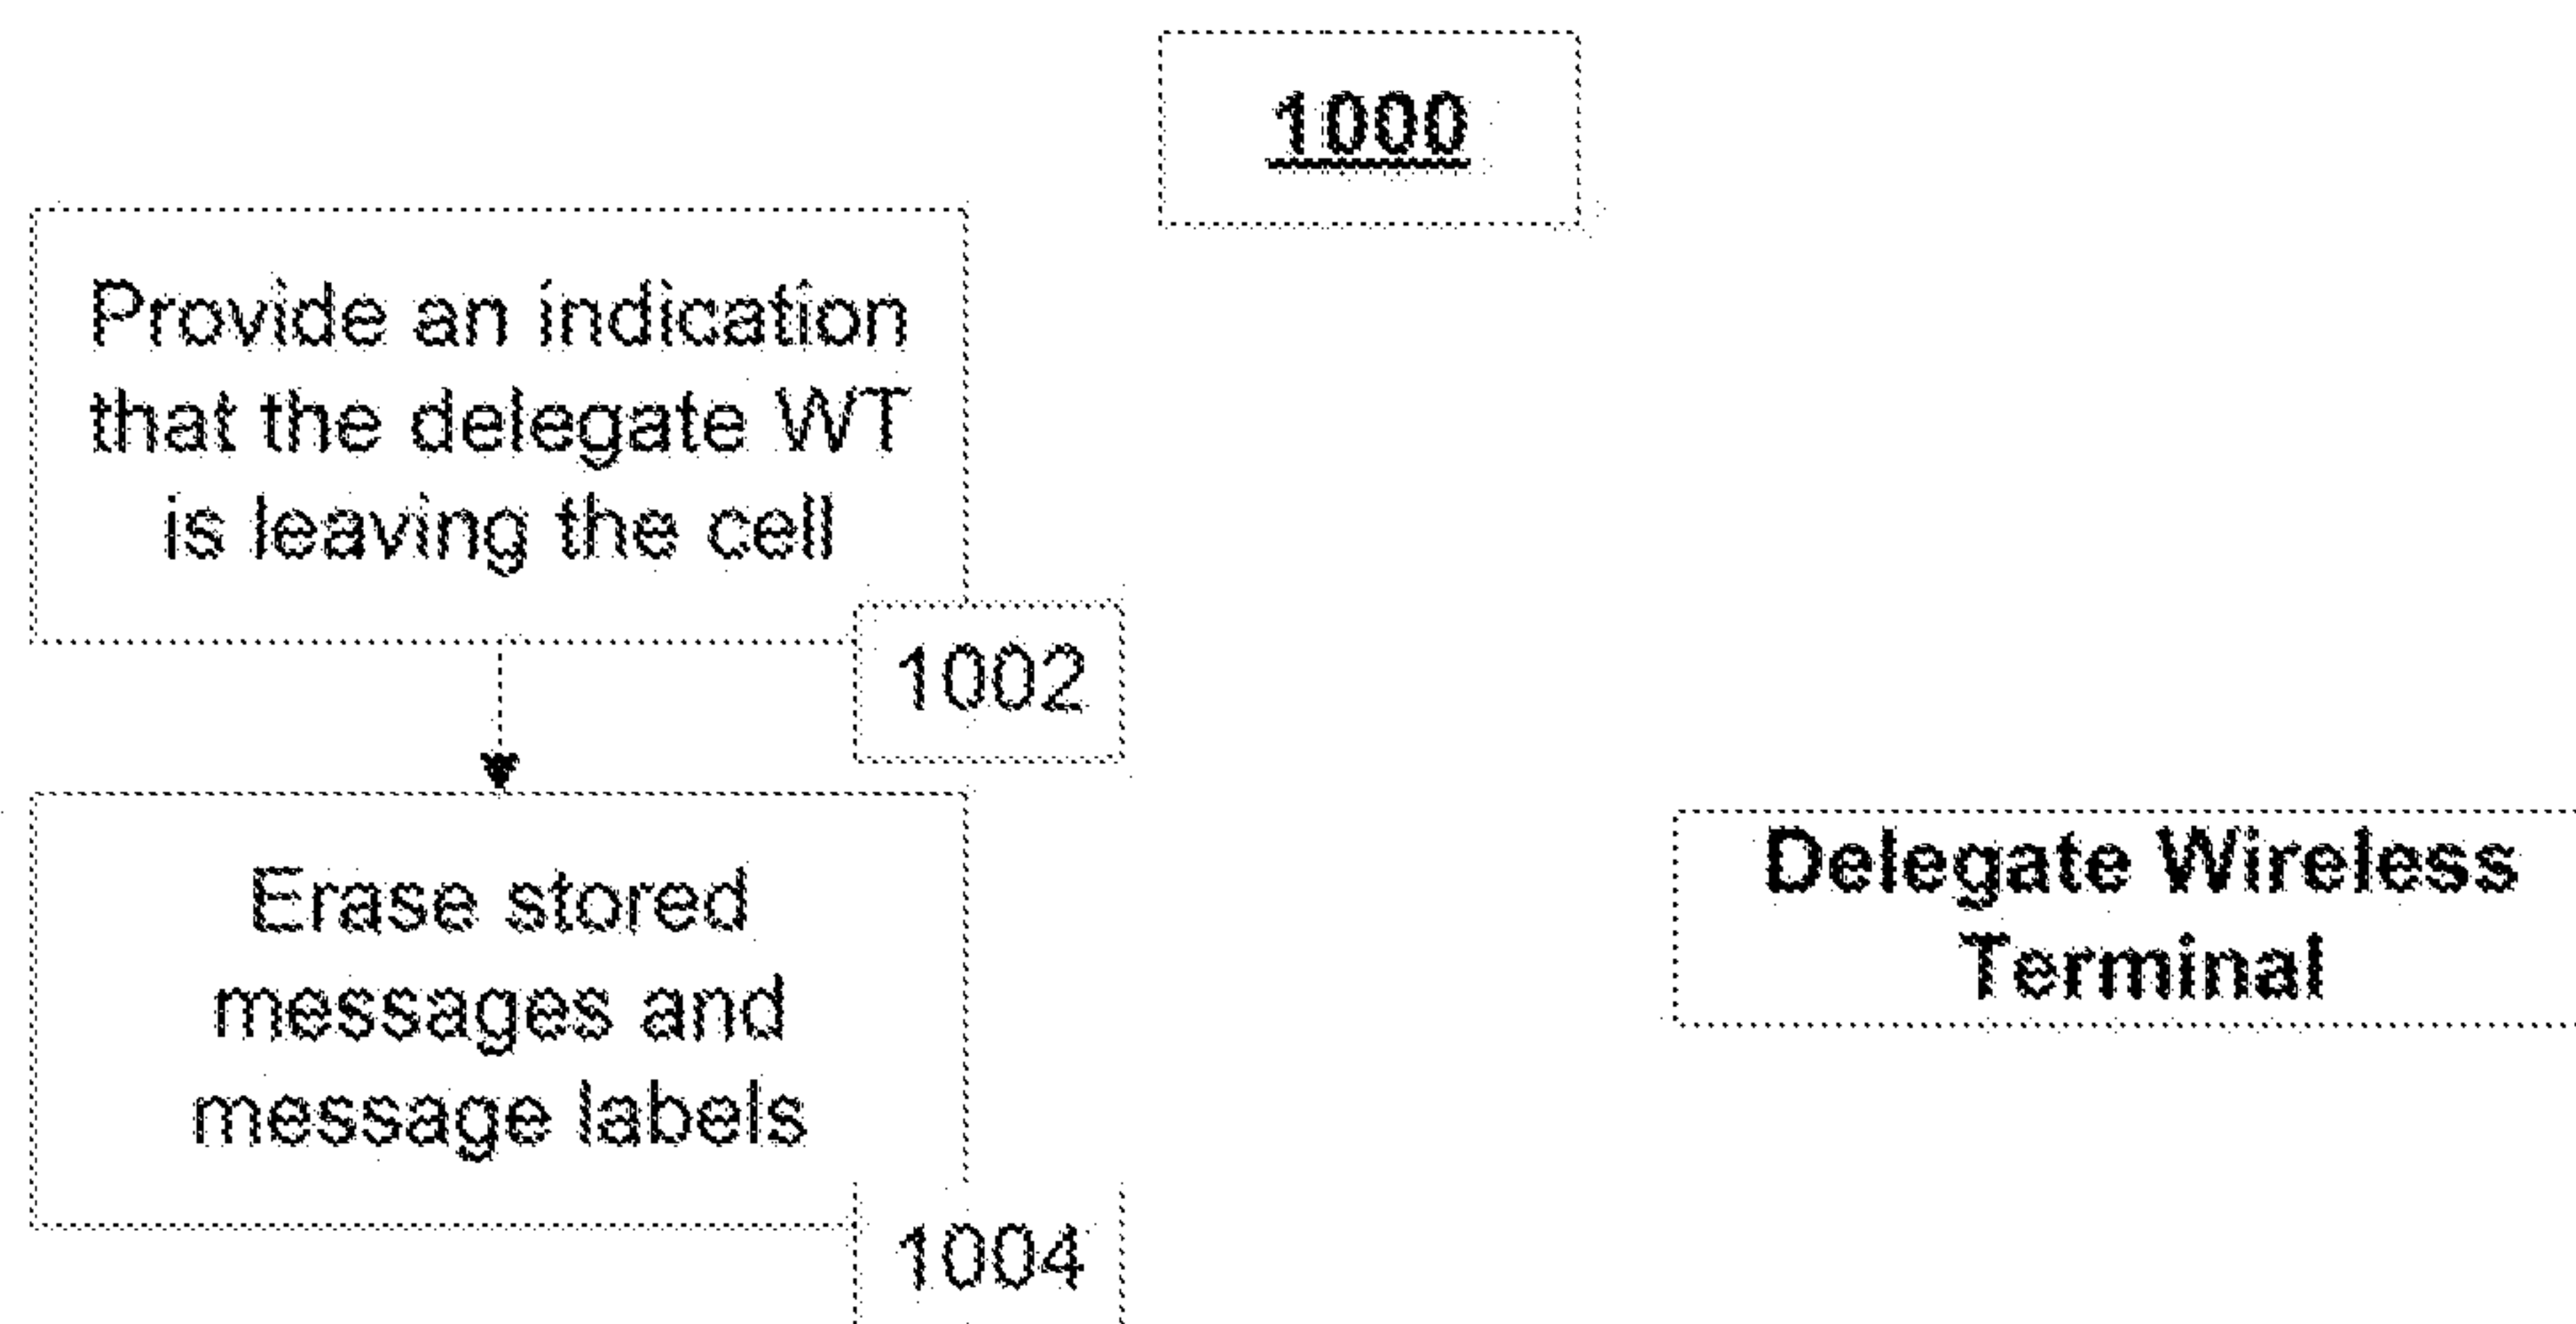 1000
Provide an indication
that the delegate WT
is leaving the cell
1002
Erase stored
messages and
message labels
1004
Delegate Wireless
Terminal